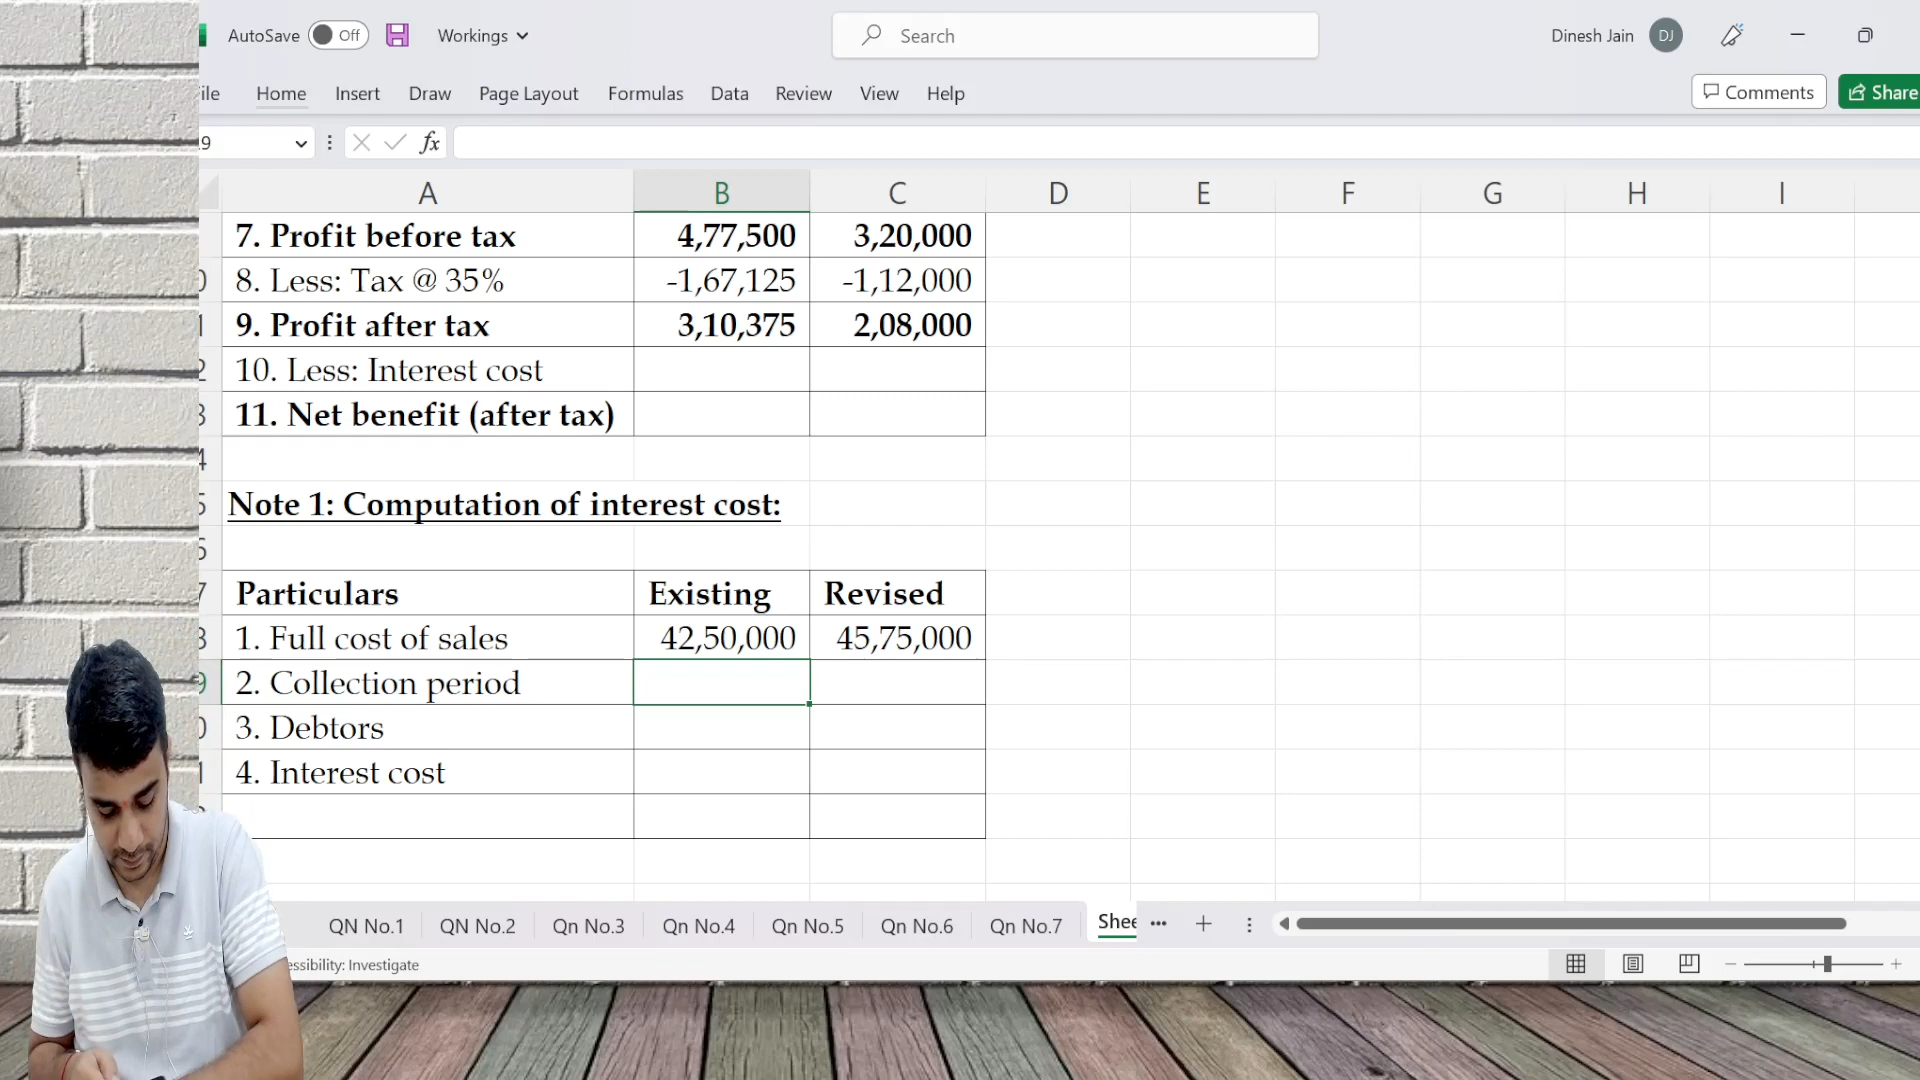 AutoSave Off Workings Search Dinesh Jain DJ
ile Home Insert Draw Page Layout Formulas Data Review View Help Comments Share
9 fx
A B C D E F G H I
7. Profit before tax 4,77,500 3,20,000
8. Less: Tax @ 35% -1,67,125 -1,12,000
9. Profit after tax 3,10,375 2,08,000
10. Less: Interest cost
11. Net benefit (after tax)
Note 1: Computation of interest cost:
Particulars Existing Revised
1. Full cost of sales 42,50,000 45,75,000
2. Collection period
3. Debtors
4. Interest cost
QN No.1 QN No.2 Qn No.3 Qn No.4 Qn No.5 Qn No.6 Qn No.7 Shee
essibility: Investigate